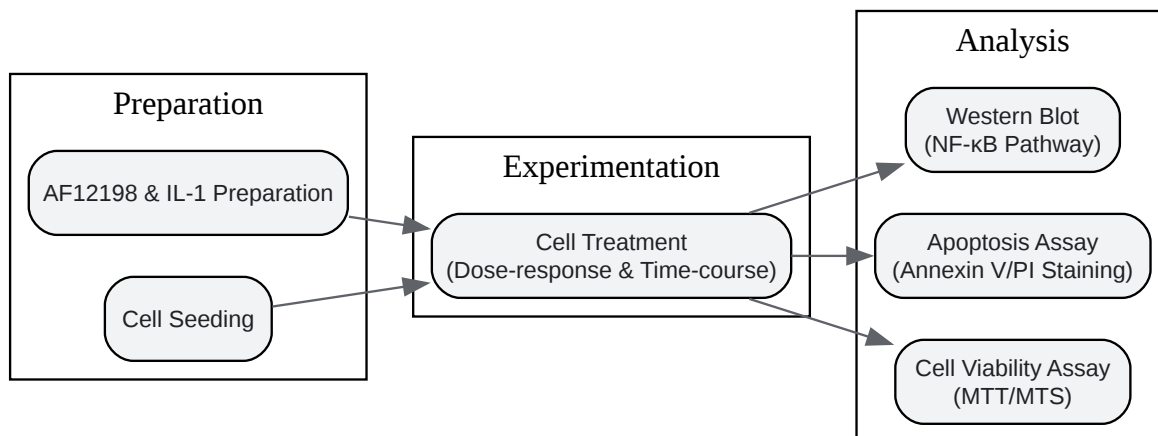 Preparation
AF12198 & IL-1 Preparation
Cell Seeding
Experimentation
Cell Treatment
(Dose-response & Time-course)
Analysis
Western Blot
(NF-κB Pathway)
Apoptosis Assay
(Annexin V/PI Staining)
Cell Viability Assay
(MTT/MTS)